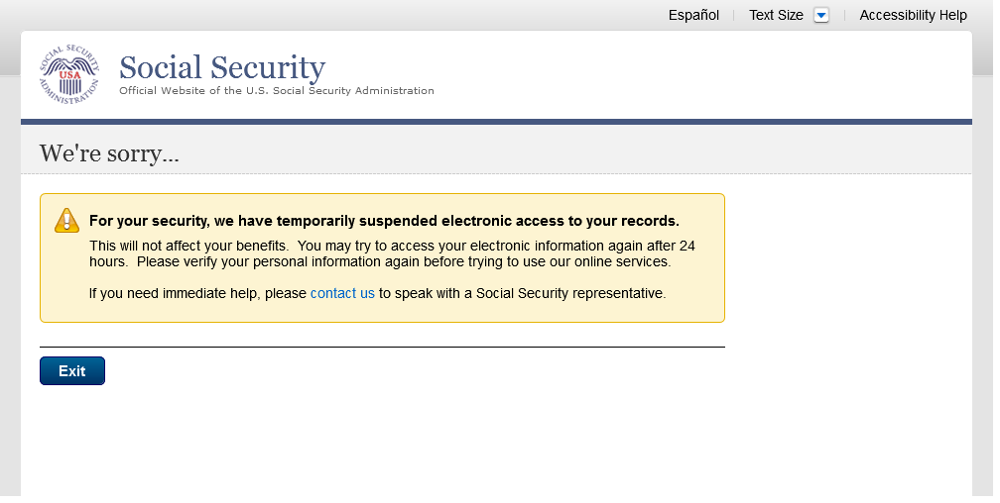 Español
Text Size
Accessibility Help
SOCIAL SECURITY ADMINISTRATION
USA
Social Security
Official Website of the U.S. Social Security Administration
We're sorry...
For your security, we have temporarily suspended electronic access to your records.
This will not affect your benefits.  You may try to access your electronic information again after 24
hours.  Please verify your personal information again before trying to use our online services.
If you need immediate help, please contact us to speak with a Social Security representative.
Exit